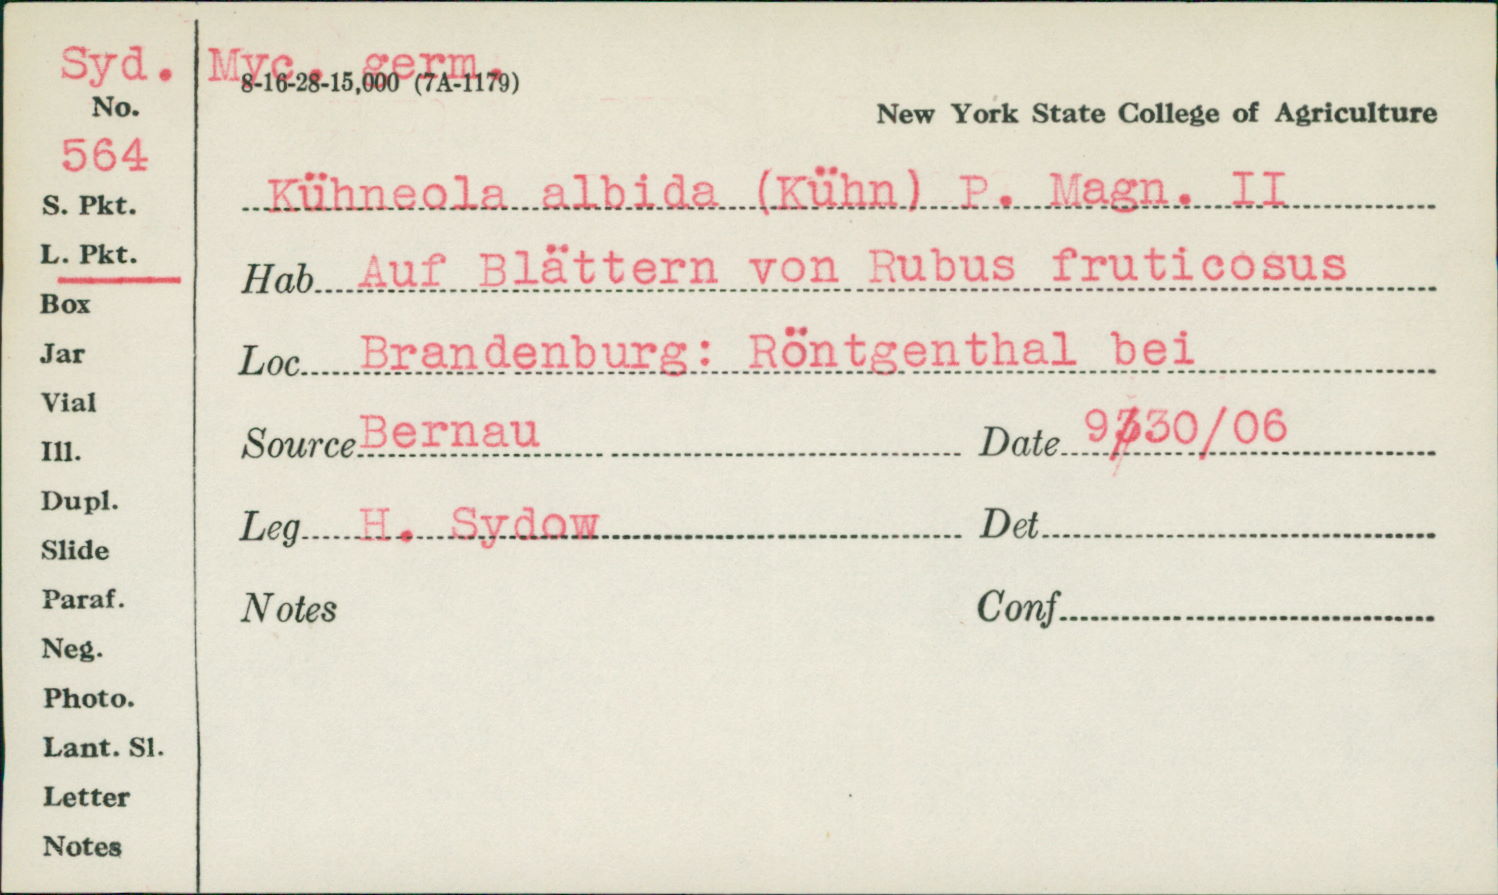 Syd. Myc. germ.
8-16-28-15,000 (7A-1179)
No.
New York State College of Agriculture
564
Kühneola albida (Kühn) P. Magn. II
S. Pkt.
L. Pkt.
Hab. Auf Blättern von Rubus fruticosus
Box
Loc. Brandenburg: Röntgenthal bei
Jar
Vial
Source Bernau Date 9/30/06
Ill.
Dupl.
Leg. H. Sydow Det.
Slide
Paraf.
Notes Conf.
Neg.
Photo.
Lant. Sl.
Letter
Notes